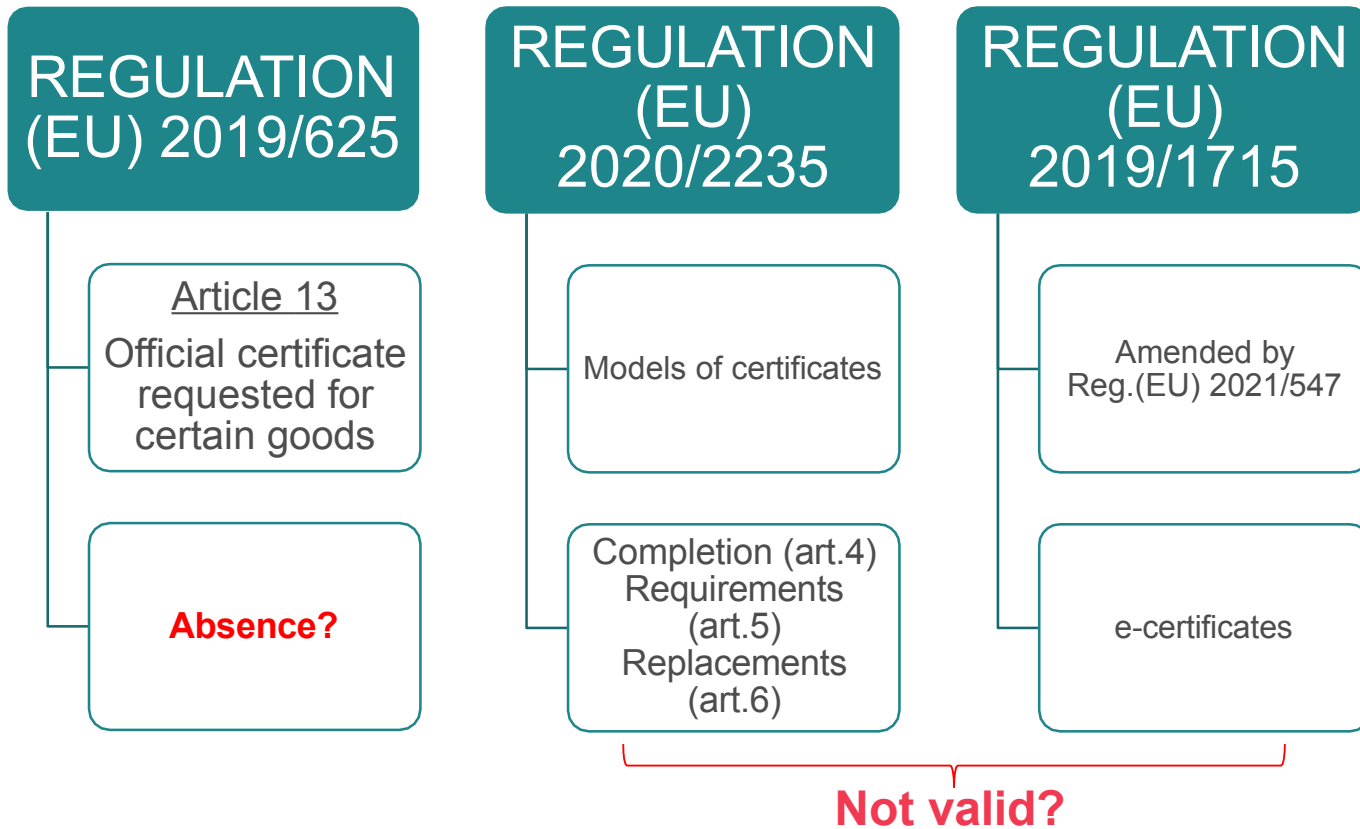 REGULATION
(EU) 2019/625
Article 13
Official certificate
requested for
certain goods
Absence?
REGULATION
(EU)
2020/2235
Models of certificates
Completion (art.4)
Requirements
(art.5)
Replacements
(art.6)
REGULATION
(EU)
2019/1715
Amended by
Reg.(EU) 2021/547
e-certificates
Not valid?